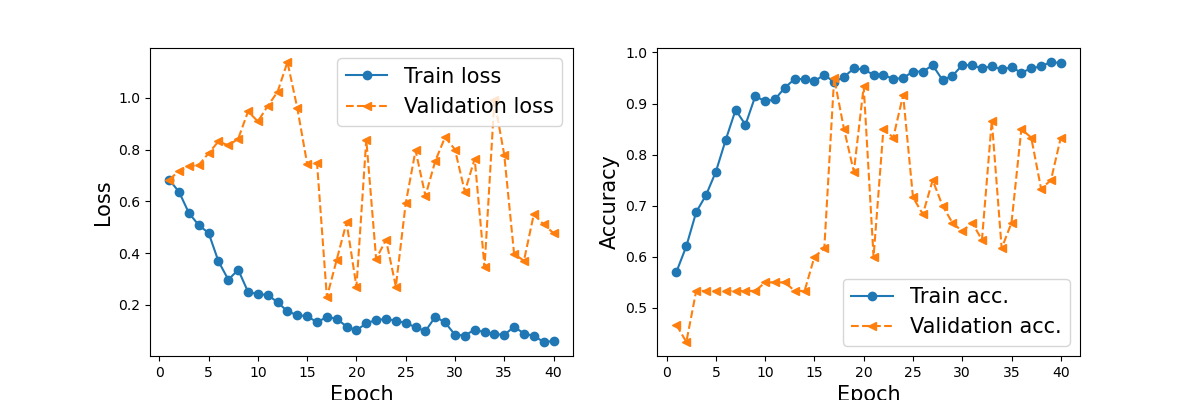 Train loss
Validation loss
1.0
0.8
0.6
0.4
0.2
Loss
0 5 10 15 20 25 30 35 40
Epoch
1.0
0.9
0.8
0.7
0.6
0.5
Accuracy
Train acc.
Validation acc.
0 5 10 15 20 25 30 35 40
Epoch